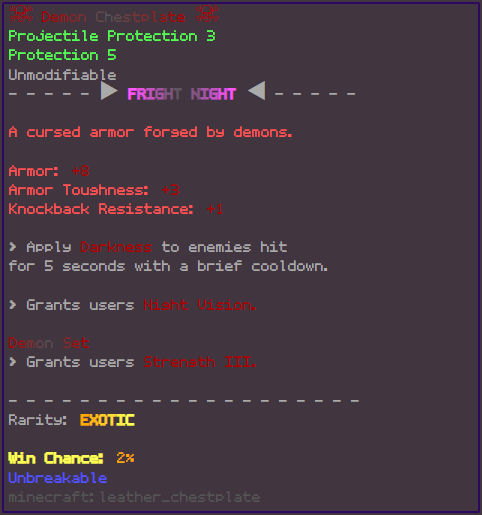 Demon Chestplate
Projectile Protection 3
Protection 5
Unmodifiable
- - - - - ▶ FRIGHT NIGHT ◀ - - - - -
A cursed armor forged by demons.
Armor: +8
Armor Toughness: +3
Knockback Resistance: +1
> Apply Darkness to enemies hit
for 5 seconds with a brief cooldown.
> Grants users Night Vision.
Demon Set
> Grants users Strength III.
- - - - - - - - - - - - - - - - - - - -
Rarity: EXOTIC
Win Chance: 2%
Unbreakable
minecraft:leather_chestplate